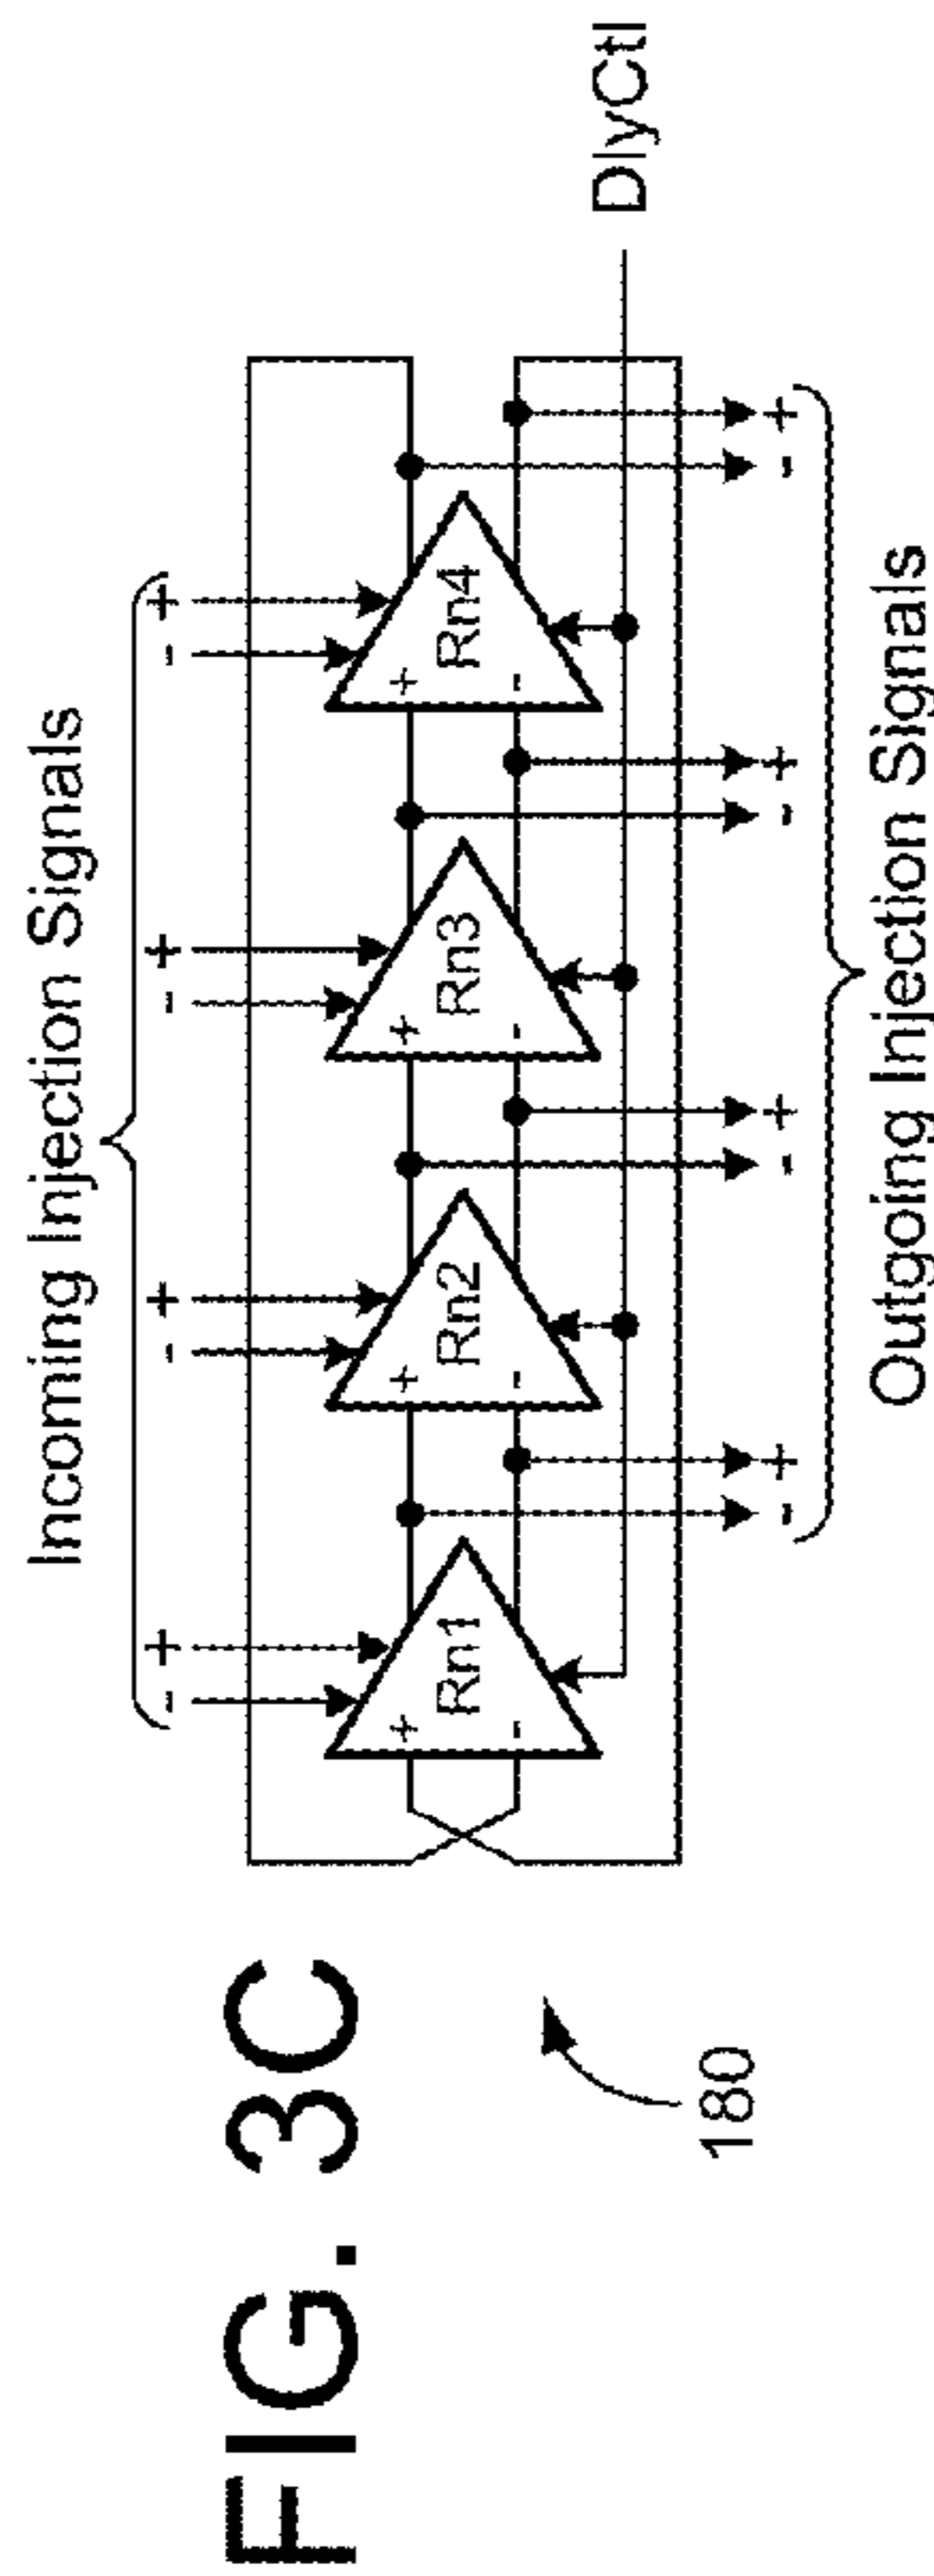 Incoming Injection Signals
- + - + - + - +
+ + + +
Rn1 Rn2 Rn3 Rn4
- - - -
DlyCtl
- + - + - + - +
Outgoing Injection Signals
FIG. 3C
180